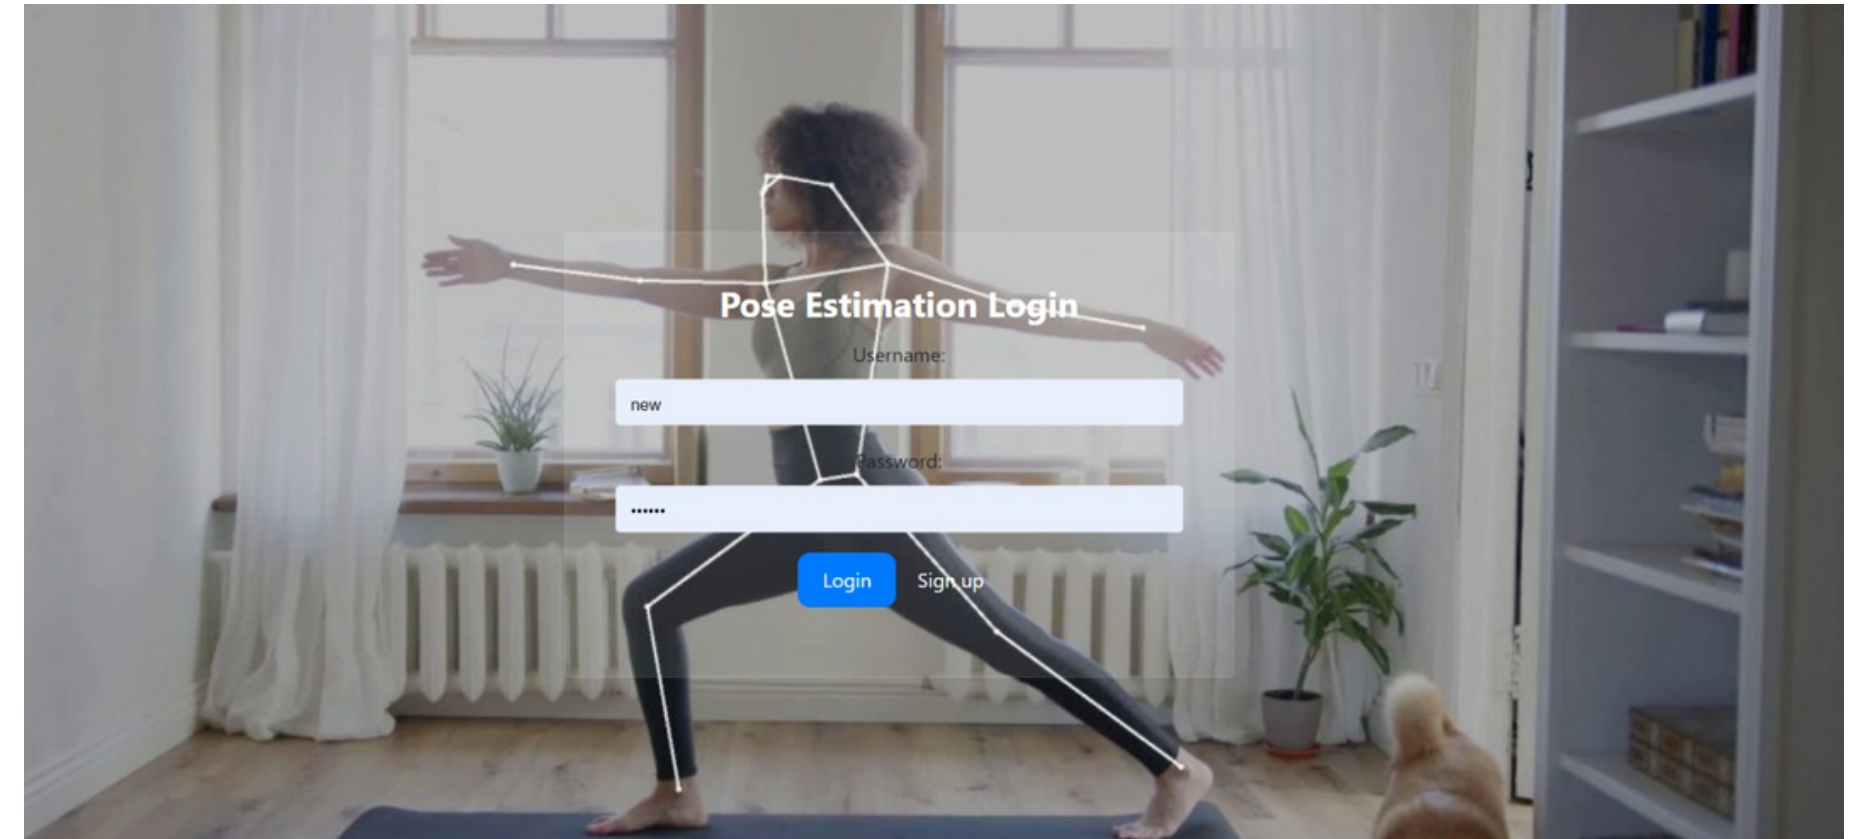 Pose Estimation Login
Username:
new
Password:
••••••
Login
Sign up